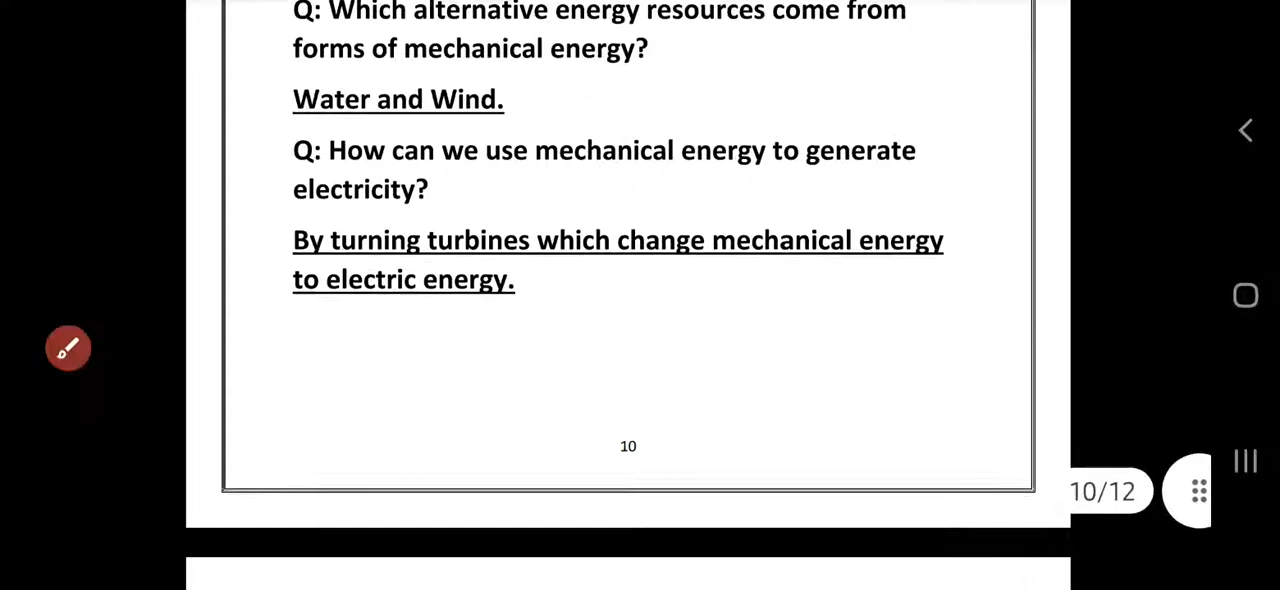 Q: Which alternative energy resources come from
forms of mechanical energy?
Water and Wind.
Q: How can we use mechanical energy to generate
electricity?
By turning turbines which change mechanical energy
to electric energy.
10
10/12